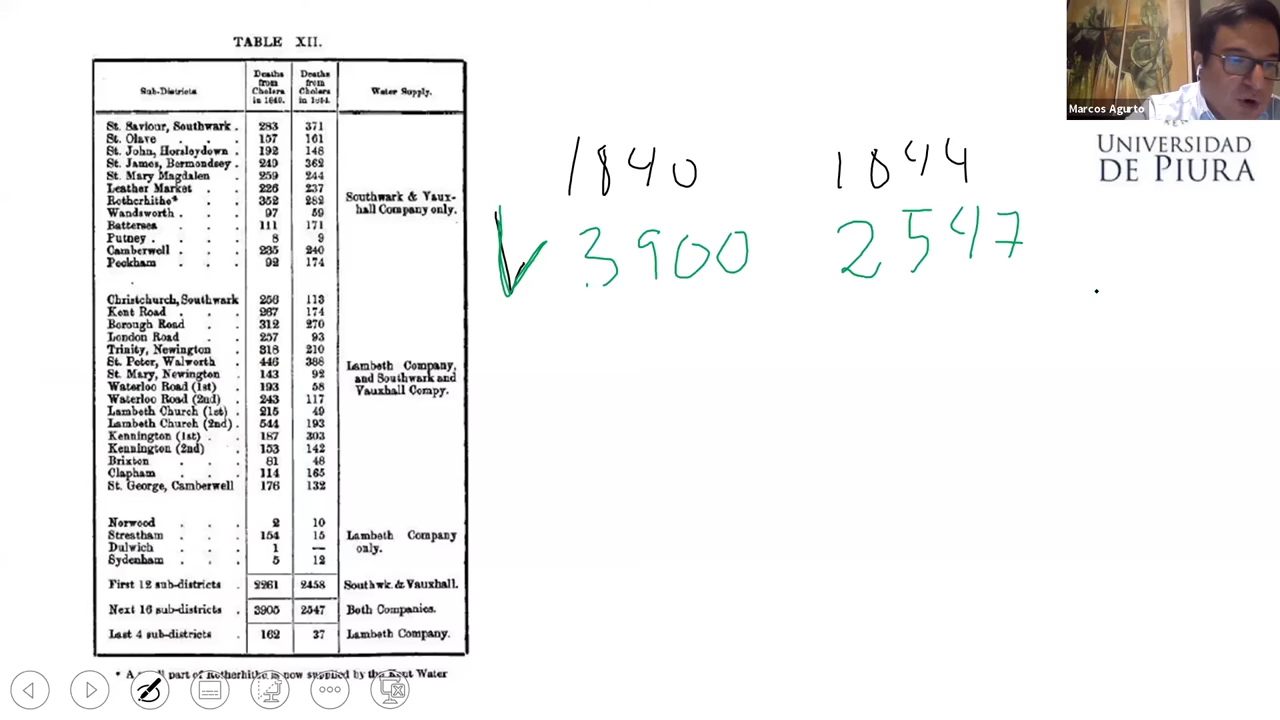 TABLE XII.
Sub-Districts Deaths from Cholera in 1849. Deaths from Cholera in 1854. Water Supply.
St. Saviour, Southwark . 283 371
St. Olave . . . 157 161
St. John, Horsleydown . 192 148
St. James, Bermondsey . 249 362
St. Mary Magdalen . 259 244
Leather Market . . 226 237
Rotherhithe* . . 352 282
Wandsworth . . . 97 59
Battersea . . . 111 171
Putney . . . . 8 9
Camberwell . . . 235 240
Peckham . . . 92 174
Southwark & Vauxhall Company only.
Christchurch, Southwark 256 113
Kent Road . . . 267 174
Borough Road . . 312 270
London Road . . 257 93
Trinity, Newington . 318 210
St. Peter, Walworth . 446 388
St. Mary, Newington . 143 92
Waterloo Road (1st) . 193 58
Waterloo Road (2nd) . 243 117
Lambeth Church (1st) . 215 49
Lambeth Church (2nd) . 544 193
Kennington (1st) . . 187 303
Kennington (2nd) . 153 142
Brixton . . . 81 48
Clapham . . . 114 165
St. George, Camberwell 176 132
Lambeth Company, and Southwark and Vauxhall Compy.
Norwood . . . 2 10
Streatham . . . 154 15
Dulwich . . . 1 —
Sydenham . . . 5 12
Lambeth Company only.
First 12 sub-districts . 2261 2458 Southwk. & Vauxhall.
Next 16 sub-districts . 3905 2547 Both Companies.
Last 4 sub-districts . 162 37 Lambeth Company.
part of Rotherhithe is now supplied by the Kent Water
1840 1844
3900 2547
Marcos Agurto
UNIVERSIDAD
DE PIURA